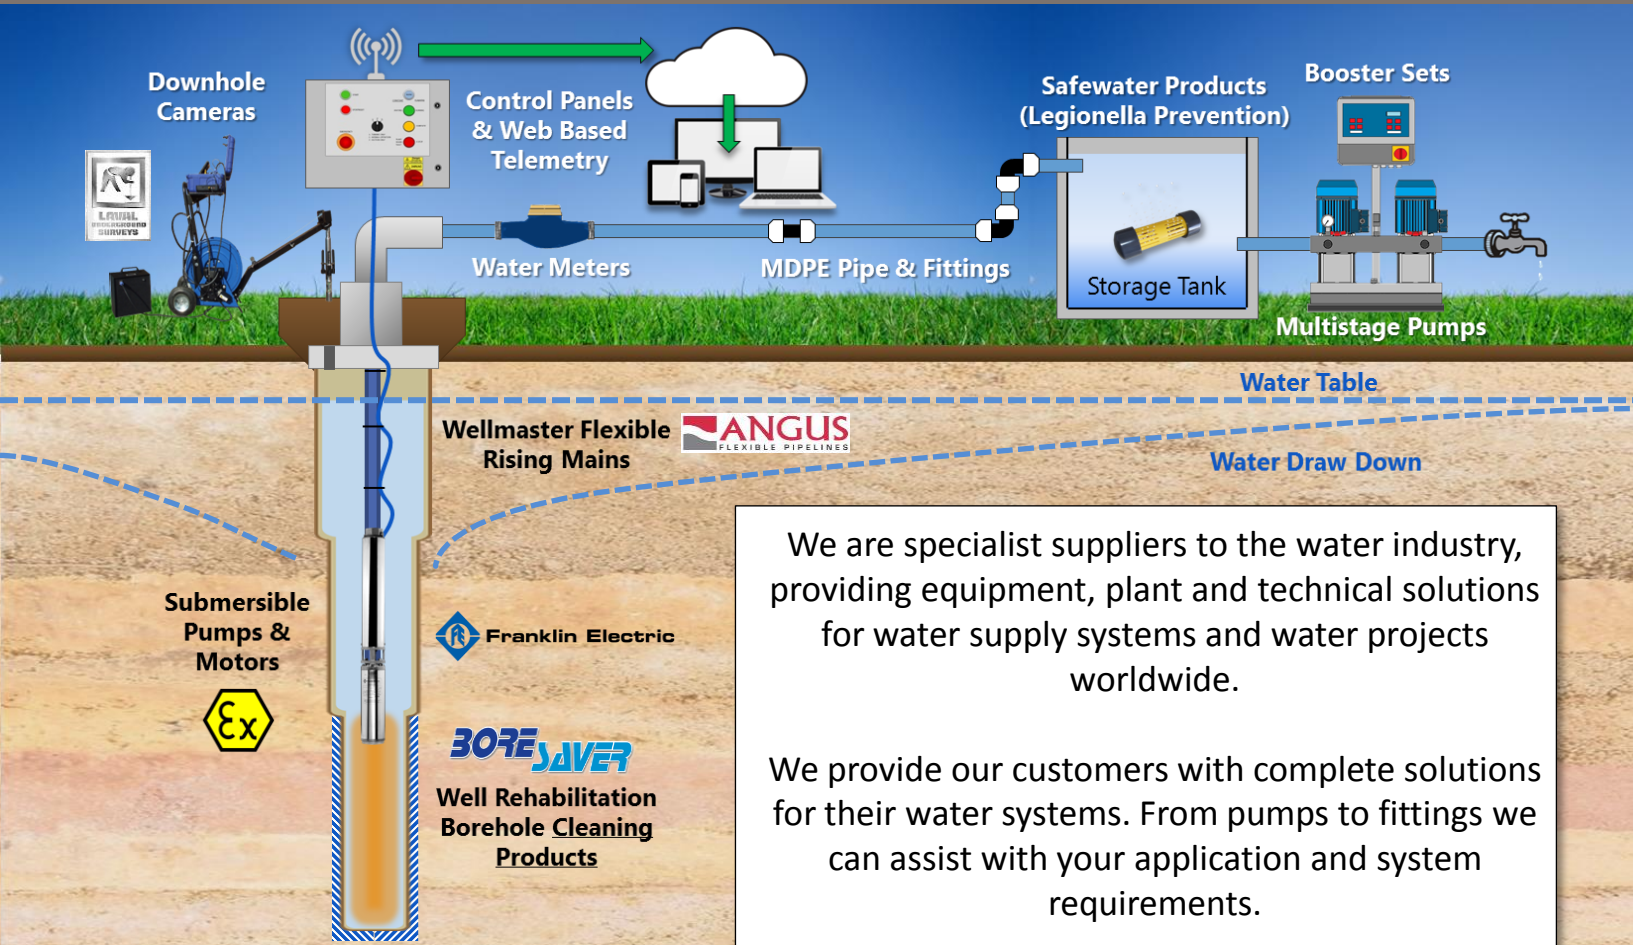 Downhole
Cameras
LAVAL
UNDERGROUND
SURVEYS
Control Panels
& Web Based
Telemetry
Safewater Products
(Legionella Prevention)
Booster Sets
Water Meters
MDPE Pipe & Fittings
Storage Tank
Multistage Pumps
Water Table
Wellmaster Flexible
Rising Mains
ANGUS
FLEXIBLE PIPELINES
Water Draw Down
Submersible
Pumps &
Motors
Ex
Franklin Electric
BORE
SAVER
Well Rehabilitation
Borehole Cleaning
Products
We are specialist suppliers to the water industry,
providing equipment, plant and technical solutions
for water supply systems and water projects
worldwide.
We provide our customers with complete solutions
for their water systems. From pumps to fittings we
can assist with your application and system
requirements.